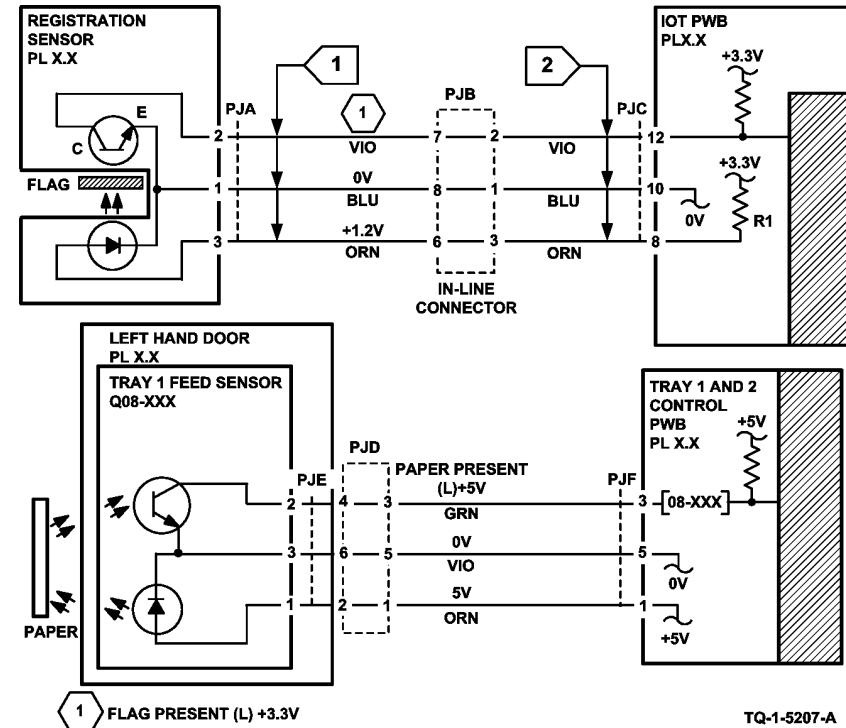 REGISTRATION
SENSOR
PL X.X
E
C
FLAG
PJA
2
1
3
1
1
VIO
0V
BLU
+1.2V
ORN
PJB
7 2
8 1
6 3
IN-LINE
CONNECTOR
2
VIO
BLU
ORN
PJC
12
10
8
IOT PWB
PLX.X
+3.3V
+3.3V
0V
R1
LEFT HAND DOOR
PL X.X
TRAY 1 FEED SENSOR
Q08-XXX
PAPER
PJE
2
3
1
PJD
4 3
6 5
2 1
PAPER PRESENT
(L)+5V
GRN
0V
VIO
5V
ORN
PJF
3
5
1
TRAY 1 AND 2
CONTROL
PWB
PL X.X
+5V
08-XXX
0V
+5V
1 FLAG PRESENT (L) +3.3V
TQ-1-5207-A